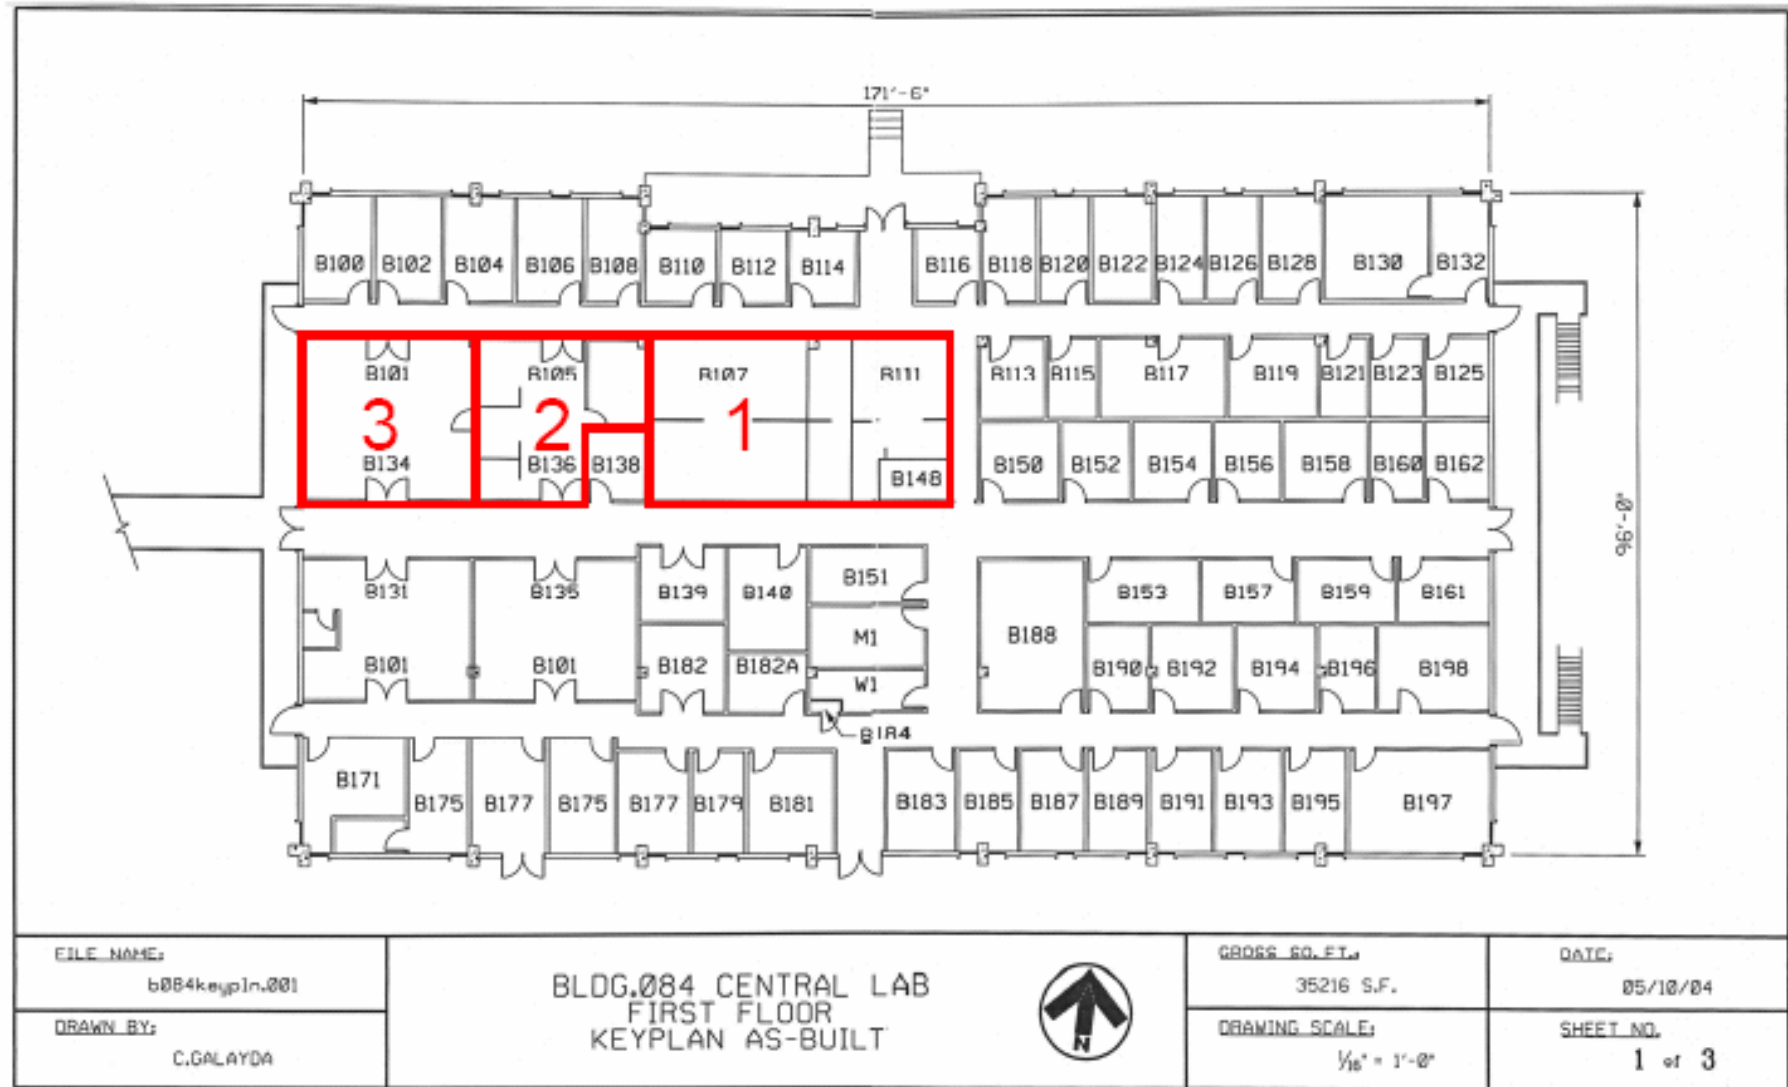 171'-6"
B100 B102 B104 B106 B108 B110 B112 B114 B116 B118 B120 B122 B124 B126 B128 B130 B132
B101 B105 B107 B111 B113 B115 B117 B119 B121 B123 B125
3 2 1
B134 B136 B138 B148 B150 B152 B154 B156 B158 B160 B162
96'-0"
B131 B135 B139 B140 B151 B153 B157 B159 B161
M1 B188
B101 B101 B182 B182A W1 B190 B192 B194 B196 B198
B171 B175 B177 B175 B177 B179 B181 B183 B185 B187 B189 B191 B193 B195 B197
FILE NAME:
b084keypln.001
DRAWN BY:
C.GALAYDA
BLDG.084 CENTRAL LAB
FIRST FLOOR
KEYPLAN AS-BUILT
N
GROSS SQ. FT.:
35216 S.F.
DRAWING SCALE:
1/16" = 1'-0"
DATE:
05/10/04
SHEET NO.
1 of 3